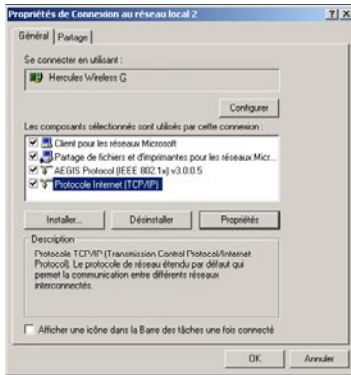 Propriétés de Connexion au réseau local 2
Général
Partage
Se connecter en utilisant :
Hercules Wireless G
Configurer
Les composants sélectionnés sont utilisés par cette connexion :
Client pour les réseaux Microsoft
Partage de fichiers et d'imprimantes pour les réseaux Micr...
AEGIS Protocol (IEEE 802.1x) v3.0.0.5
Protocole Internet (TCP/IP)
Installer...
Désinstaller
Propriétés
Description
Protocole TCP/IP (Transmission Control Protocol/Internet
Protocol). Le protocole de réseau étendu par défaut qui
permet la communication entre différents réseaux
interconnectés.
Afficher une icône dans la Barre des tâches une fois connecté
OK
Annuler